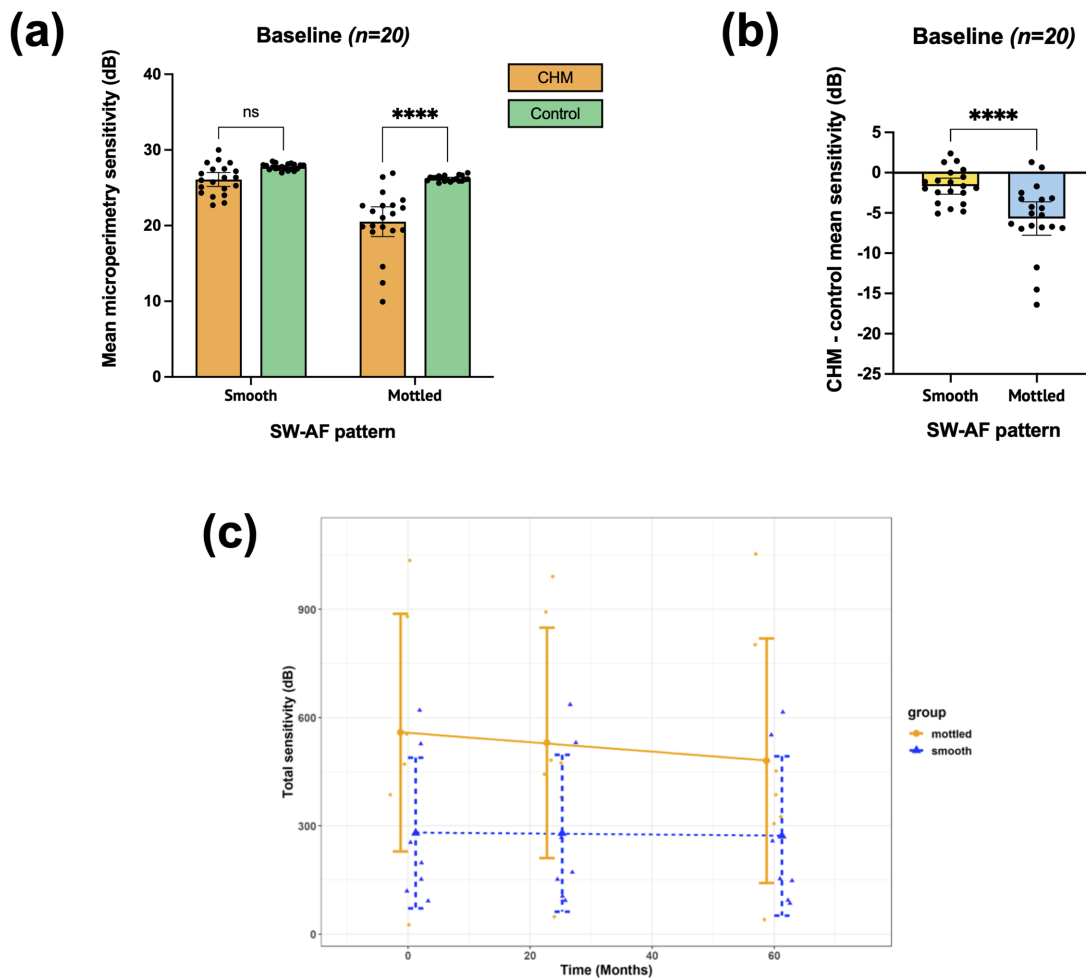 (a)
Baseline (n=20)
Mean microperimetry sensitivity (dB)
40
30
20
10
0
ns
****
CHM
Control
Smooth
Mottled
SW-AF pattern
(b)
Baseline (n=20)
CHM - control mean sensitivity (dB)
5
0
-5
-10
-15
-20
-25
****
Smooth
Mottled
SW-AF pattern
(c)
Total sensitivity (dB)
900
600
300
0
0
20
40
60
Time (Months)
group
mottled
smooth